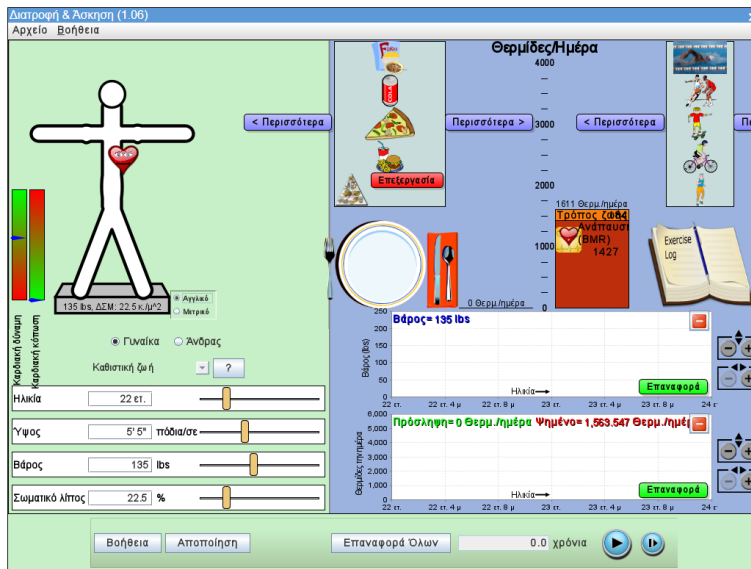 Διατροφή & Άσκηση (1.06)
Αρχείο Βοήθεια
Θερμίδες/Ημέρα
4000
3000
2000
1000
0
< Περισσότερα
Περισσότερα >
< Περισσότερα
COLA
Επεξεργασία
1611 Θερμ./ημέρα
Τρόπος ζωής
Ανάπαυση
(BMR)
1427
Exercise
Log
0 Θερμ./ημέρα
135 lbs, ΔΣΜ: 22.5 κ./μ^2
Αγγλικό
Μετρικό
Καρδιακή δύναμη
Καρδιακή κόπωση
Γυναίκα Άνδρας
Καθιστική ζωή ?
Ηλικία 22 ετ.
Ύψος 5' 5" πόδια/σε
Βάρος 135 lbs
Σωματικό λίπος 22.5 %
Βάρος= 135 lbs
Βάρος (lbs)
250
200
150
100
50
0
Ηλικία
Επαναφορά
22 ετ. 22 ετ. 4 μ 22 ετ. 8 μ 23 ετ. 23 ετ. 4 μ 23 ετ. 8 μ 24 ε
Πρόσληψη= 0 Θερμ./ημέρα Ψημένο= 1,563.547 Θερμ./ημέρ
Θερμίδες την ημέρα
6,000
5,000
4,000
3,000
2,000
1,000
0
Ηλικία
Επαναφορά
22 ετ. 22 ετ. 4 μ 22 ετ. 8 μ 23 ετ. 23 ετ. 4 μ 23 ετ. 8 μ 24 ε
Βοήθεια Αποποίηση Επαναφορά Όλων 0.0 χρόνια